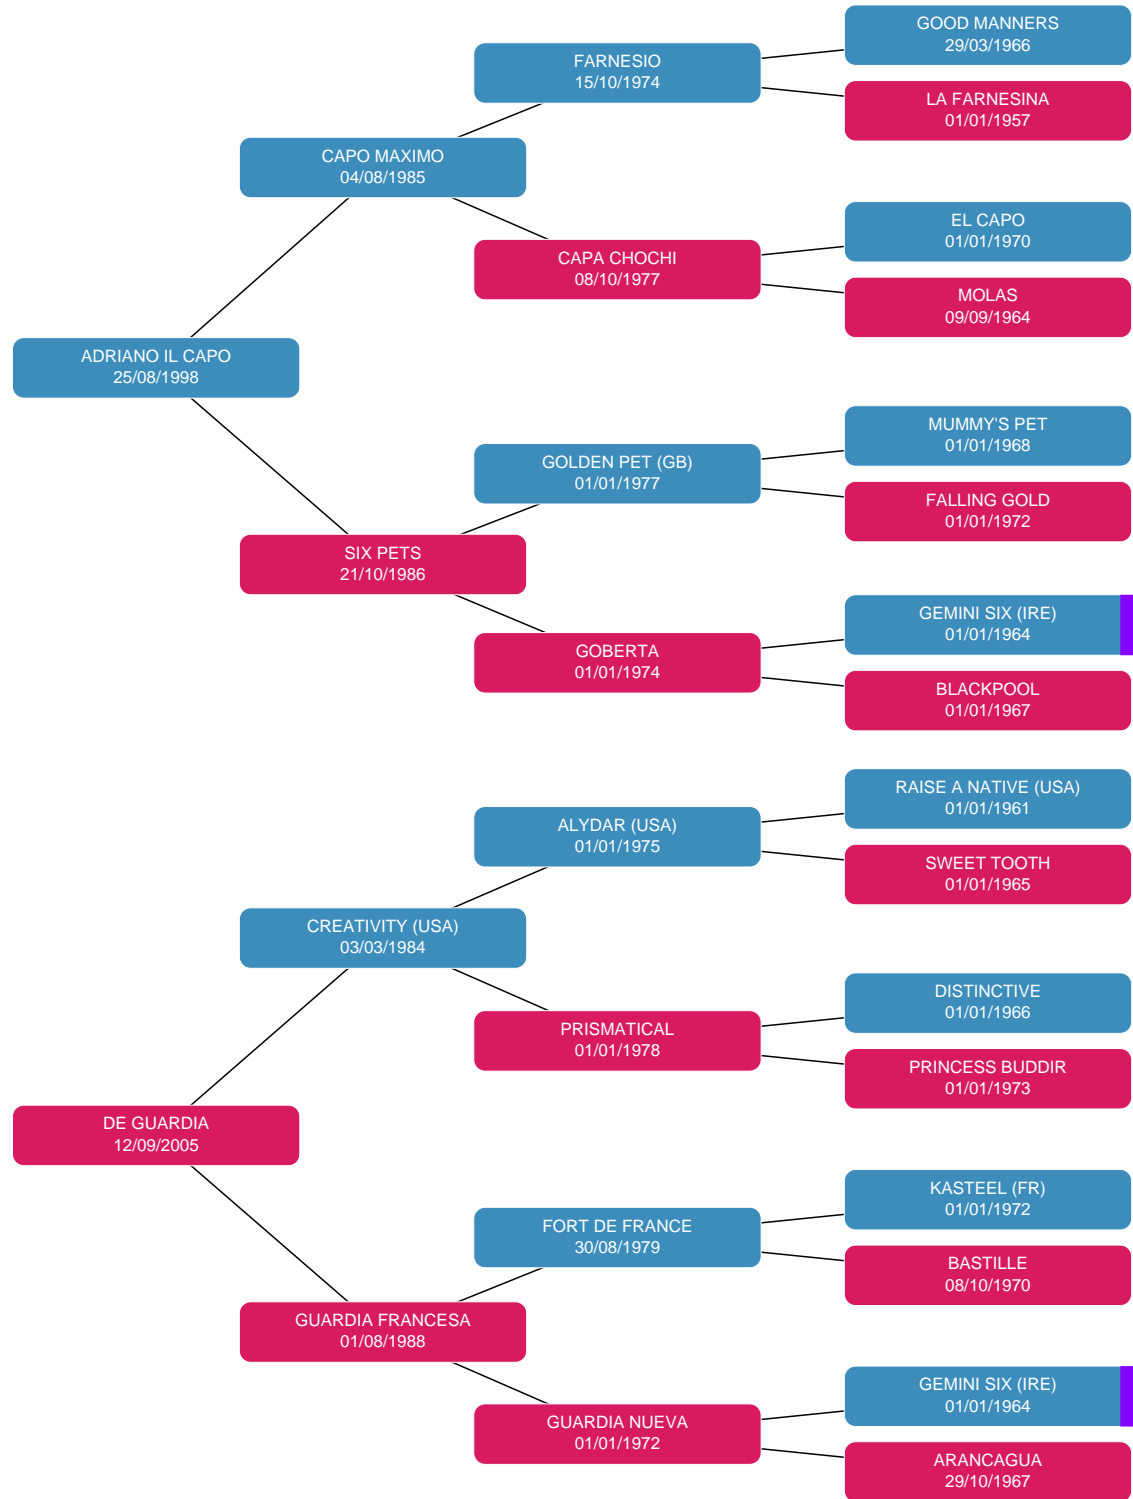 GOOD MANNERS
29/03/1966
FARNESIO
15/10/1974
LA FARNESINA
01/01/1957
CAPO MAXIMO
04/08/1985
EL CAPO
01/01/1970
CAPA CHOCHI
08/10/1977
MOLAS
09/09/1964
ADRIANO IL CAPO
25/08/1998
MUMMY'S PET
01/01/1968
GOLDEN PET (GB)
01/01/1977
FALLING GOLD
01/01/1972
SIX PETS
21/10/1986
GEMINI SIX (IRE)
01/01/1964
GOBERTA
01/01/1974
BLACKPOOL
01/01/1967
RAISE A NATIVE (USA)
01/01/1961
ALYDAR (USA)
01/01/1975
SWEET TOOTH
01/01/1965
CREATIVITY (USA)
03/03/1984
DISTINCTIVE
01/01/1966
PRISMATICAL
01/01/1978
PRINCESS BUDDIR
01/01/1973
DE GUARDIA
12/09/2005
KASTEEL (FR)
01/01/1972
FORT DE FRANCE
30/08/1979
BASTILLE
08/10/1970
GUARDIA FRANCESA
01/08/1988
GEMINI SIX (IRE)
01/01/1964
GUARDIA NUEVA
01/01/1972
ARANCAGUA
29/10/1967